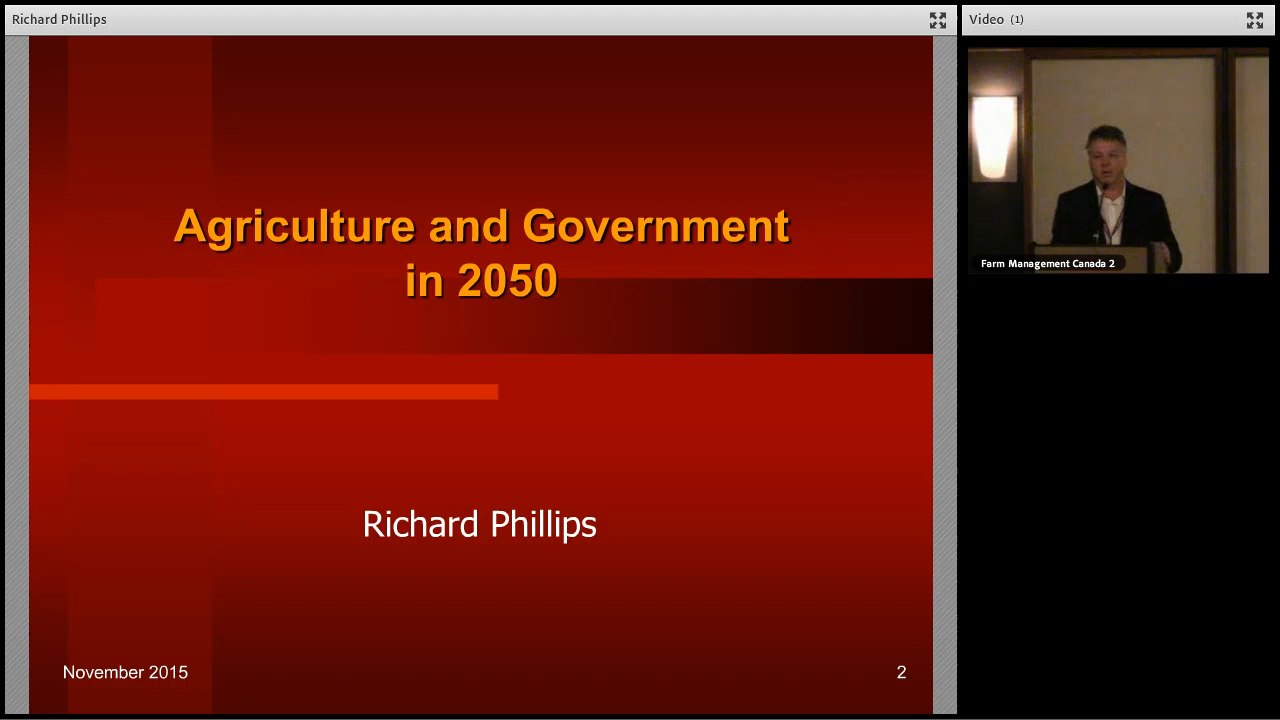 Richard Phillips
Video (1)
Agriculture and Government
in 2050
Richard Phillips
November 2015
2
Farm Management Canada 2